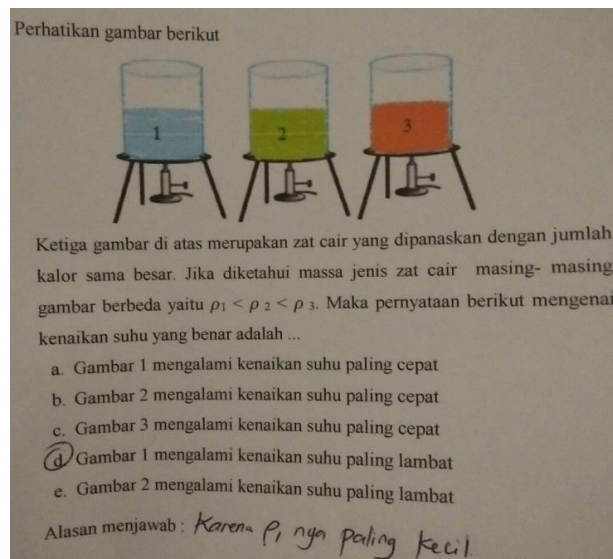 Perhatikan gambar berikut
1 2 3
Ketiga gambar di atas merupakan zat cair yang dipanaskan dengan jumlah
kalor sama besar. Jika diketahui massa jenis zat cair masing- masing
gambar berbeda yaitu ρ₁ < ρ ₂ < ρ ₃. Maka pernyataan berikut mengenai
kenaikan suhu yang benar adalah ...
a. Gambar 1 mengalami kenaikan suhu paling cepat
b. Gambar 2 mengalami kenaikan suhu paling cepat
c. Gambar 3 mengalami kenaikan suhu paling cepat
d. Gambar 1 mengalami kenaikan suhu paling lambat
e. Gambar 2 mengalami kenaikan suhu paling lambat
Alasan menjawab : Karena ρ₁ nya paling kecil.